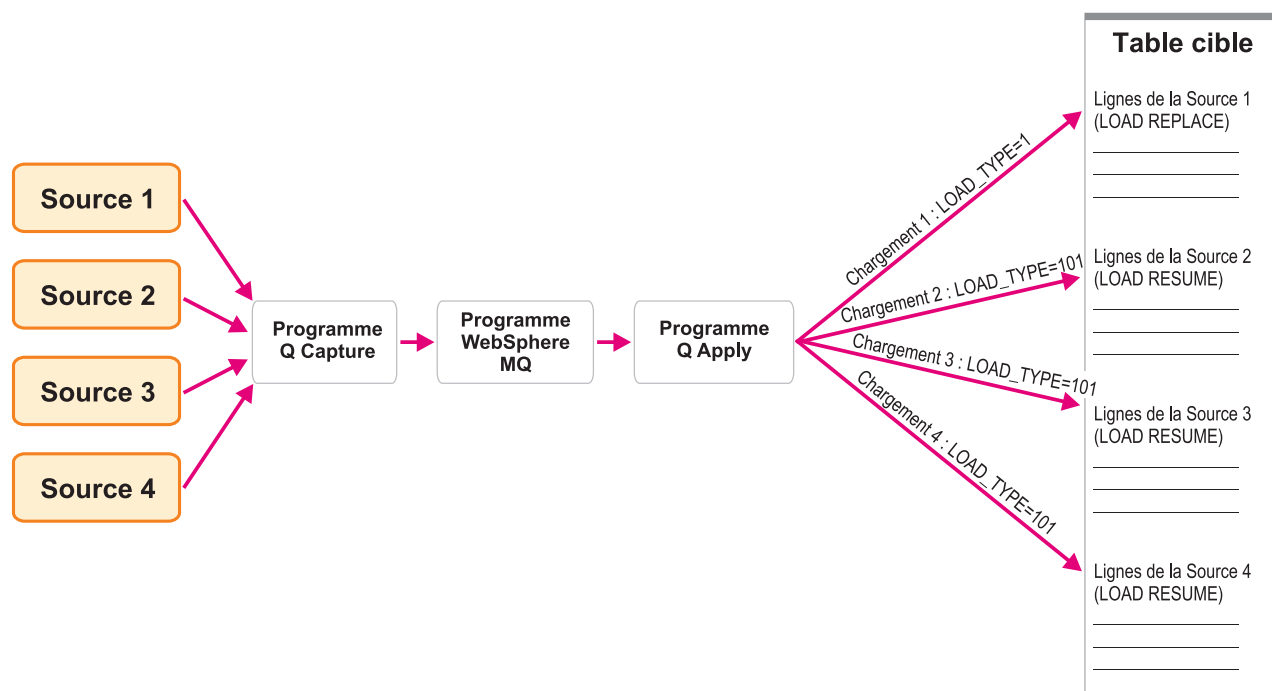 Table cible
Lignes de la Source 1
(LOAD REPLACE)
Chargement 1 : LOAD_TYPE=1
Source 1
Source 2
Source 3
Source 4
Programme
Q Capture
Programme
WebSphere
MQ
Programme
Q Apply
Chargement 2 : LOAD_TYPE=101
Lignes de la Source 2
(LOAD RESUME)
Chargement 3 : LOAD_TYPE=101
Lignes de la Source 3
(LOAD RESUME)
Chargement 4 : LOAD_TYPE=101
Lignes de la Source 4
(LOAD RESUME)